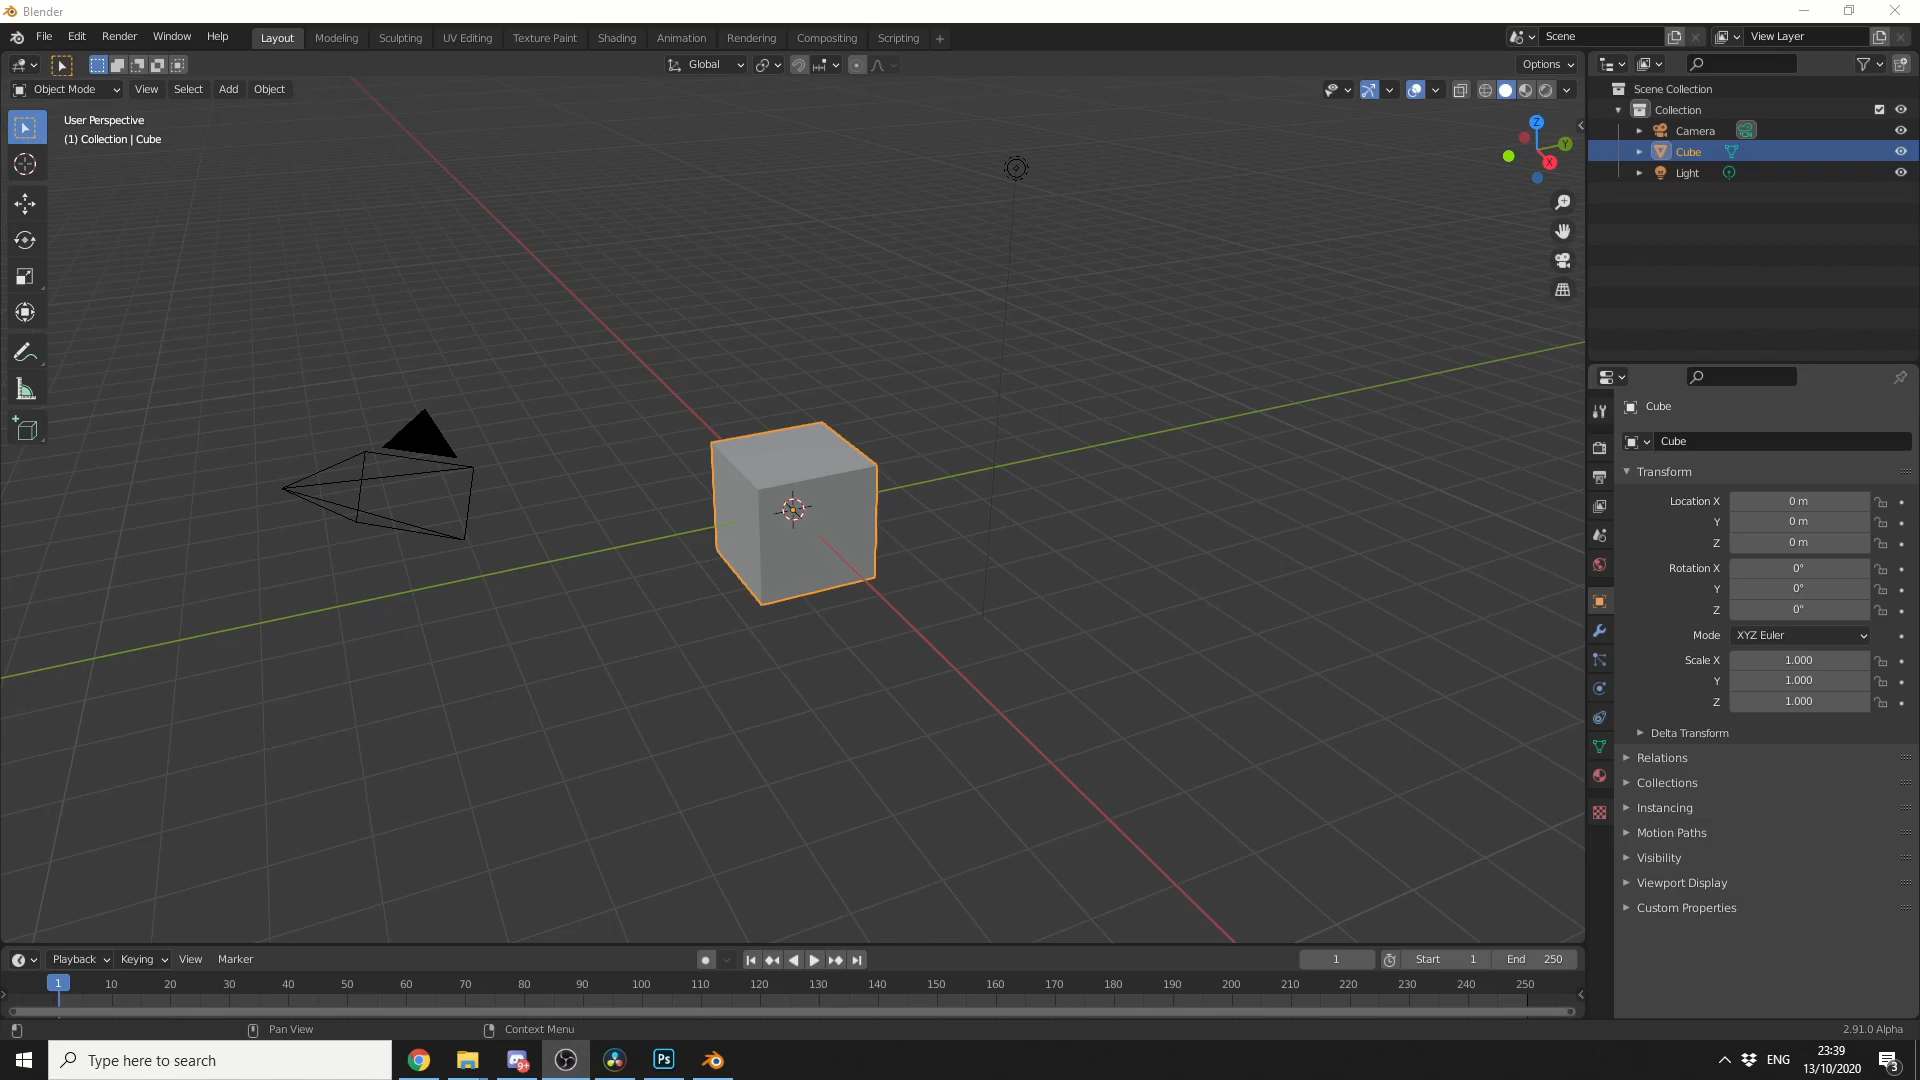 Blender
File Edit Render Window Help Layout Modeling Sculpting UV Editing Texture Paint Shading Animation Rendering Compositing Scripting + Scene View Layer
Global Options
Object Mode View Select Add Object
User Perspective
(1) Collection | Cube
Z
Y
X
Scene Collection
Collection
Camera
Cube
Light
Cube
Cube
Transform
Location X 0 m
Y 0 m
Z 0 m
Rotation X 0°
Y 0°
Z 0°
Mode XYZ Euler
Scale X 1.000
Y 1.000
Z 1.000
Delta Transform
Relations
Collections
Instancing
Motion Paths
Visibility
Viewport Display
Custom Properties
Playback Keying View Marker 1 Start 1 End 250
1 10 20 30 40 50 60 70 80 90 100 110 120 130 140 150 160 170 180 190 200 210 220 230 240 250
Pan View Context Menu 2.91.0 Alpha
Type here to search 9+ Ps ENG 23:39
13/10/2020 3